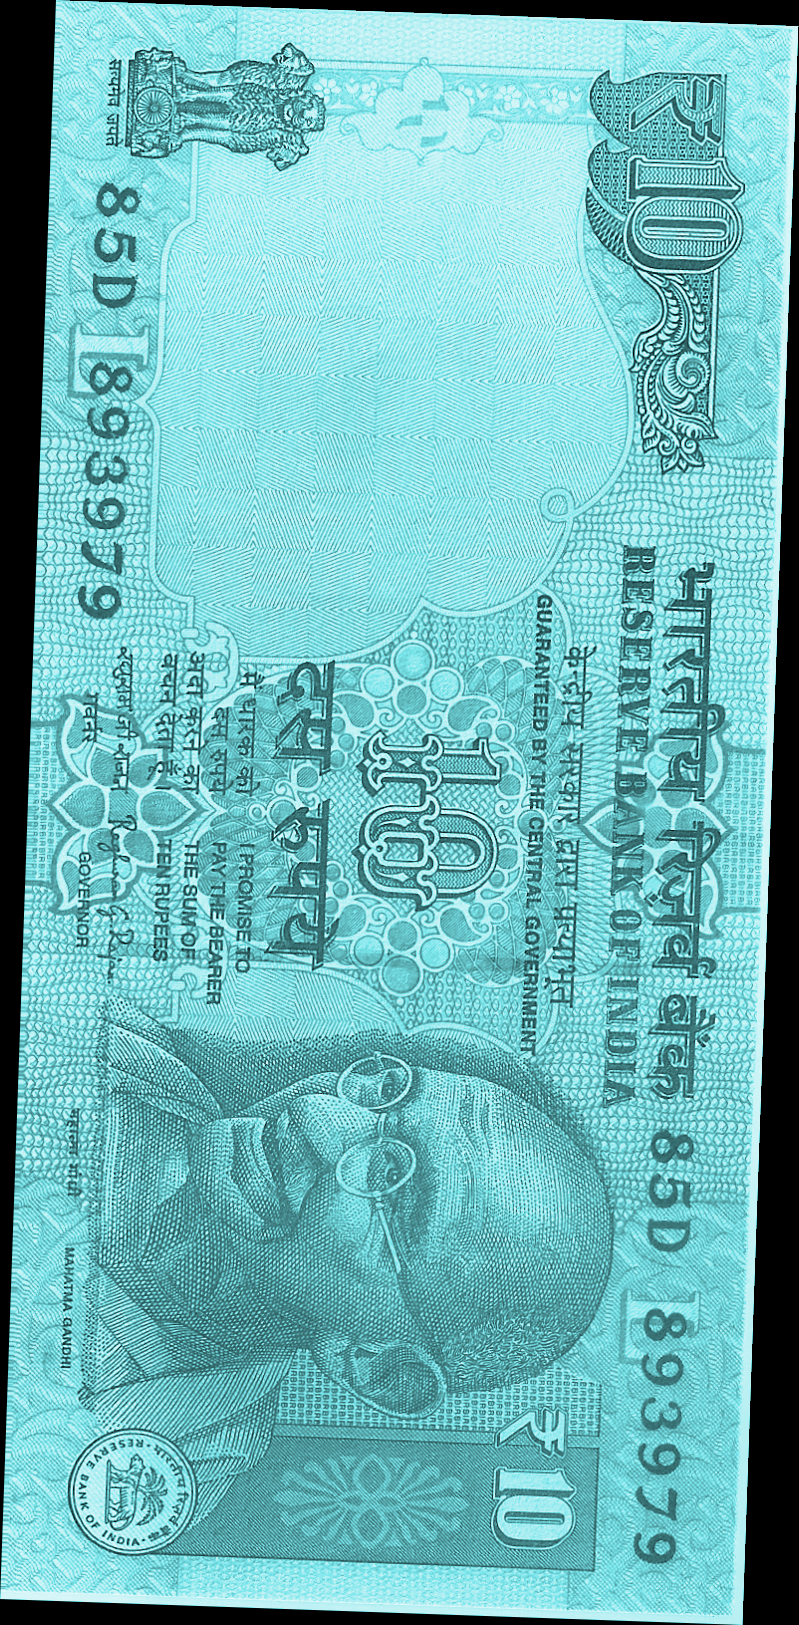 ₹10
भारतीय रिज़र्व बैंक
RESERVE BANK OF INDIA
केन्द्रीय सरकार द्वारा प्रत्याभूत
GUARANTEED BY THE CENTRAL GOVERNMENT
85D 893979
L
10
दस रुपये
मैं धारक को
दस रुपये
अदा करने का
वचन देता हूँ।
I PROMISE TO
PAY THE BEARER
THE SUM OF
TEN RUPEES
गवर्नर
GOVERNOR
सत्यमेव जयते
85D 893979
L
महात्मा गांधी
MAHATMA GANDHI
₹10
भारतीय रिज़र्व बैंक
RESERVE BANK OF INDIA